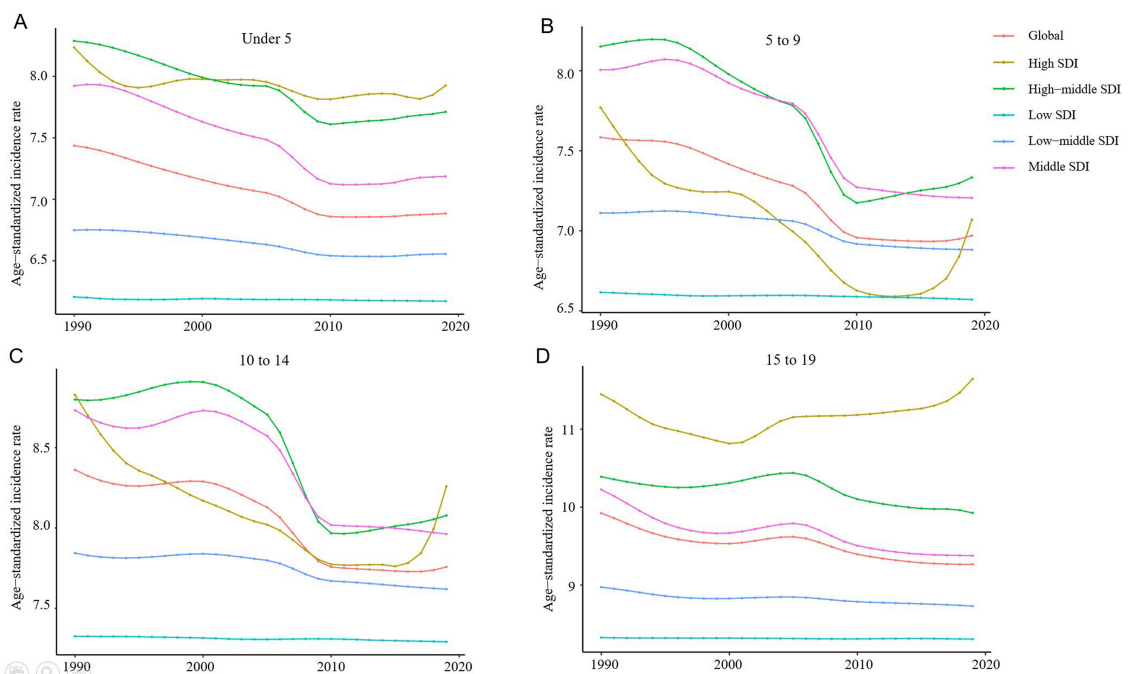 A
Under 5
Age-standardized incidence rate
8.0
7.5
7.0
6.5
1990
2000
2010
2020
B
5 to 9
Age-standardized incidence rate
8.0
7.5
7.0
6.5
1990
2000
2010
2020
Global
High SDI
High-middle SDI
Low SDI
Low-middle SDI
Middle SDI
C
10 to 14
Age-standardized incidence rate
8.5
8.0
7.5
1990
2000
2010
2020
D
15 to 19
Age-standardized incidence rate
11
10
9
1990
2000
2010
2020